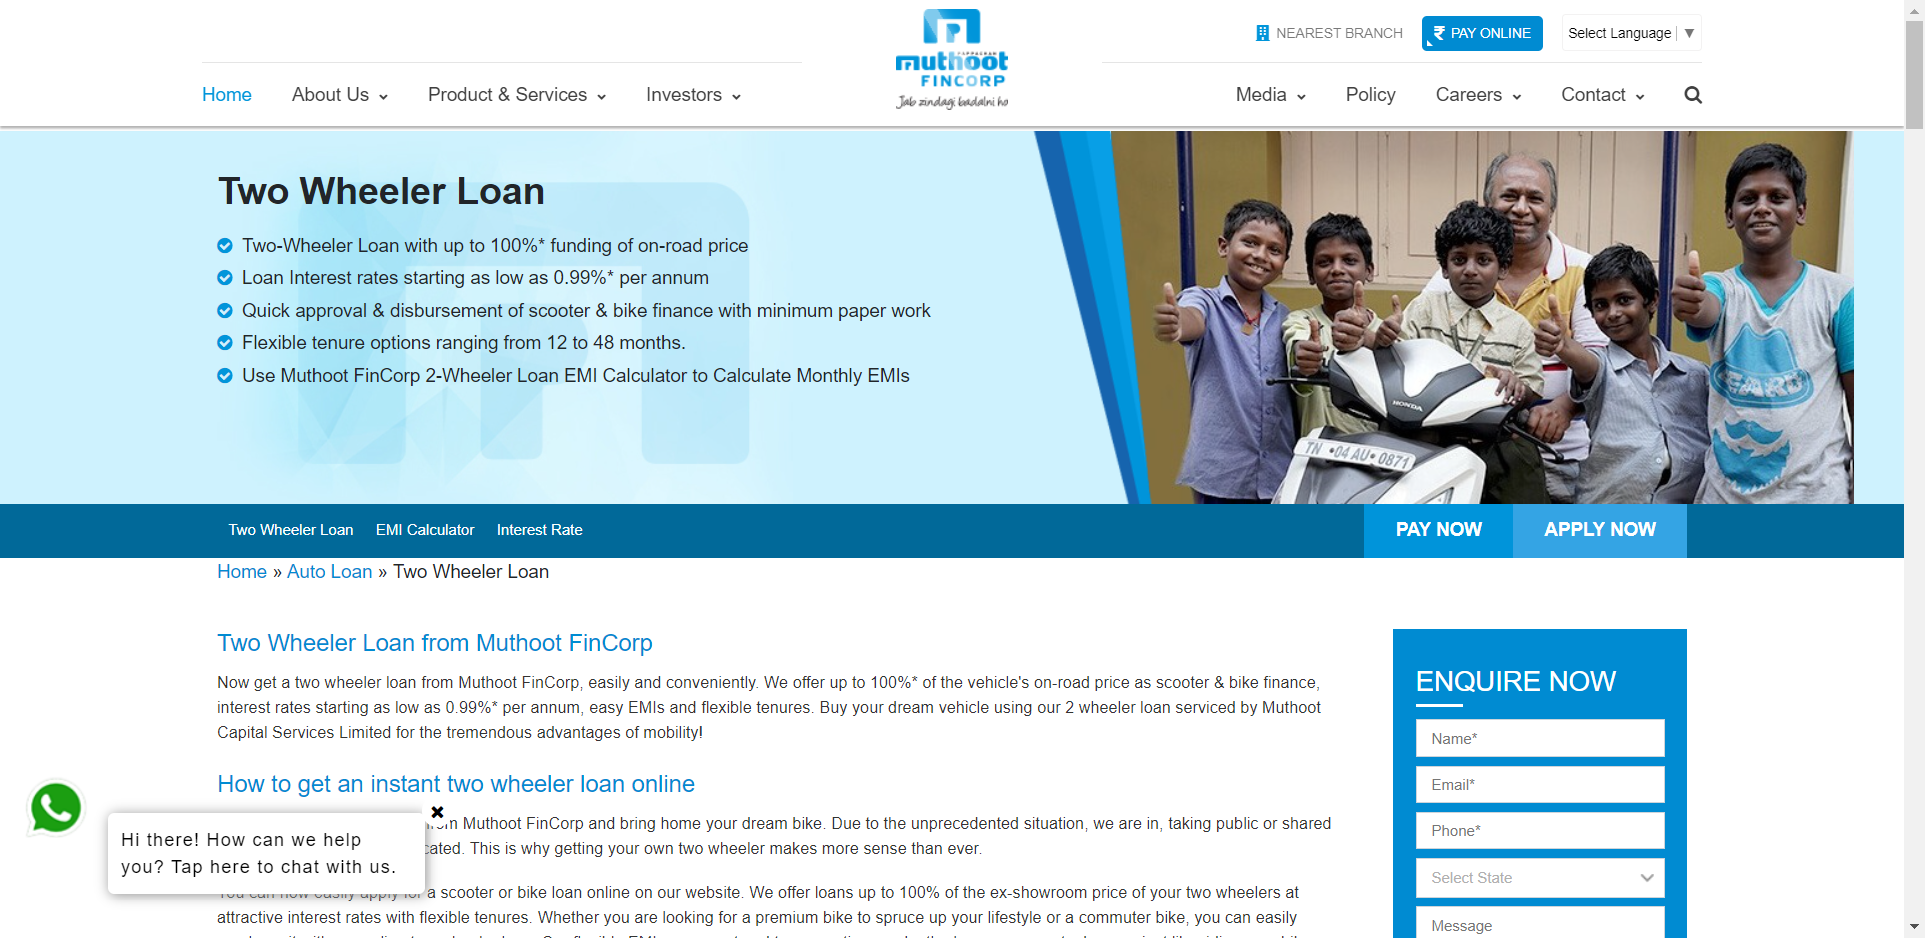 NEAREST BRANCH
PAY ONLINE
Select Language ▼
PAPPACHAN
muthoot
FINCORP
Jab zindagi badalni ho
Home
About Us
Product & Services
Investors
Media
Policy
Careers
Contact
Two Wheeler Loan
Two-Wheeler Loan with up to 100%* funding of on-road price
Loan Interest rates starting as low as 0.99%* per annum
Quick approval & disbursement of scooter & bike finance with minimum paper work
Flexible tenure options ranging from 12 to 48 months.
Use Muthoot FinCorp 2-Wheeler Loan EMI Calculator to Calculate Monthly EMIs
HONDA
TN 04 AU 0871
BEARD
Two Wheeler Loan
EMI Calculator
Interest Rate
PAY NOW
APPLY NOW
Home » Auto Loan » Two Wheeler Loan
Two Wheeler Loan from Muthoot FinCorp
Now get a two wheeler loan from Muthoot FinCorp, easily and conveniently. We offer up to 100%* of the vehicle's on-road price as scooter & bike finance,
interest rates starting as low as 0.99%* per annum, easy EMIs and flexible tenures. Buy your dream vehicle using our 2 wheeler loan serviced by Muthoot
Capital Services Limited for the tremendous advantages of mobility!
How to get an instant two wheeler loan online
from Muthoot FinCorp and bring home your dream bike. Due to the unprecedented situation, we are in, taking public or shared
cated. This is why getting your own two wheeler makes more sense than ever.
You can now easily apply for a scooter or bike loan online on our website. We offer loans up to 100% of the ex-showroom price of your two wheelers at
attractive interest rates with flexible tenures. Whether you are looking for a premium bike to spruce up your lifestyle or a commuter bike, you can easily
Hi there! How can we help
you? Tap here to chat with us.
ENQUIRE NOW
Name*
Email*
Phone*
Select State
Message